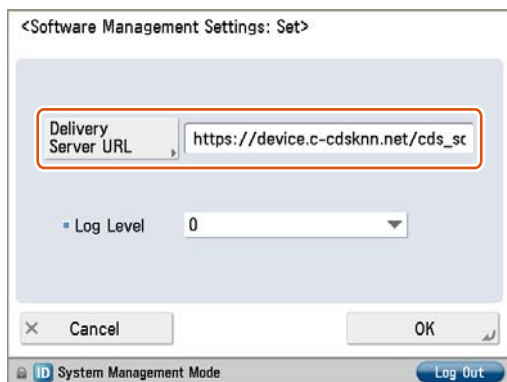 <Software Management Settings: Set>
Delivery
Server URL
https://device.c-cdsknn.net/cds_sc
Log Level
0
Cancel
OK
ID System Management Mode
Log Out